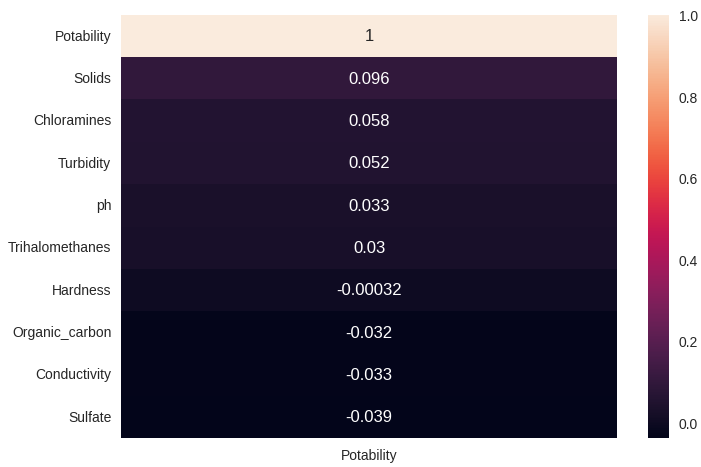 Potability 1
Solids 0.096
Chloramines 0.058
Turbidity 0.052
ph 0.033
Trihalomethanes 0.03
Hardness -0.00032
Organic_carbon -0.032
Conductivity -0.033
Sulfate -0.039
Potability
1.0
0.8
0.6
0.4
0.2
0.0